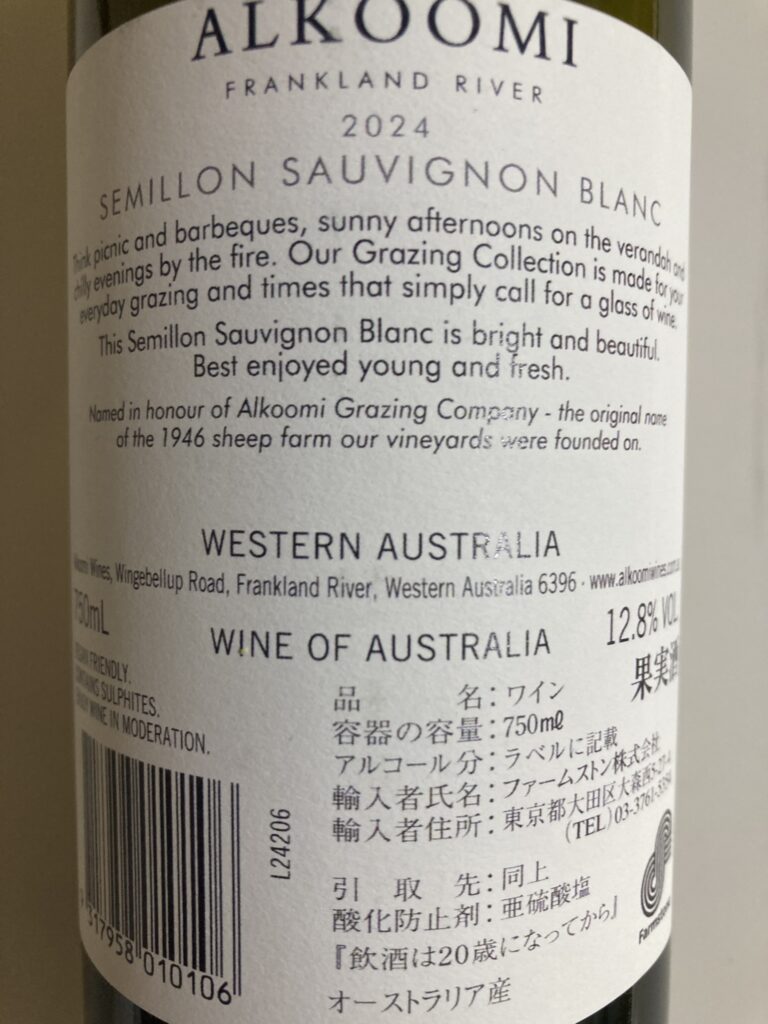 ALKOOMI
FRANKLAND RIVER
2024
SEMILLON SAUVIGNON BLANC
Think picnic and barbeques, sunny afternoons on the verandah and
chilly evenings by the fire. Our Grazing Collection is made for your
everyday grazing and times that simply call for a glass of wine.
This Semillon Sauvignon Blanc is bright and beautiful.
Best enjoyed young and fresh.
Named in honour of Alkoomi Grazing Company - the original name
of the 1946 sheep farm our vineyards were founded on.
WESTERN AUSTRALIA
Alkoomi Wines, Wingebellup Road, Frankland River, Western Australia 6396 · www.alkoomiwines.com.au
750mL
WINE OF AUSTRALIA
12.8% VOL
果実酒
FRIENDLY.
SULPHITES.
WINE IN MODERATION.
品名：ワイン
容器の容量：750mℓ
アルコール分：ラベルに記載
輸入者氏名：ファームストン株式会社
輸入者住所：東京都大田区大森西
(TEL) 03-3761-
引取先：同上
酸化防止剤：亜硫酸塩
『飲酒は20歳になってから』
オーストラリア産
Farmstone
L24206
317958 010106